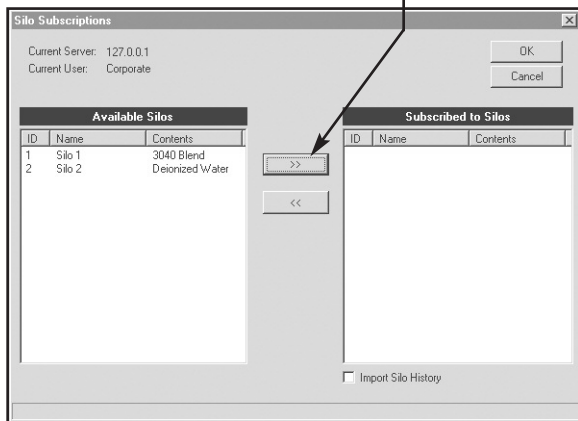 Silo Subscriptions
Current Server: 127.0.0.1
Current User: Corporate
OK
Cancel
Available Silos
ID Name Contents
1 Silo 1 3040 Blend
2 Silo 2 Deionized Water
>>
<<
Subscribed to Silos
ID Name Contents
Import Silo History